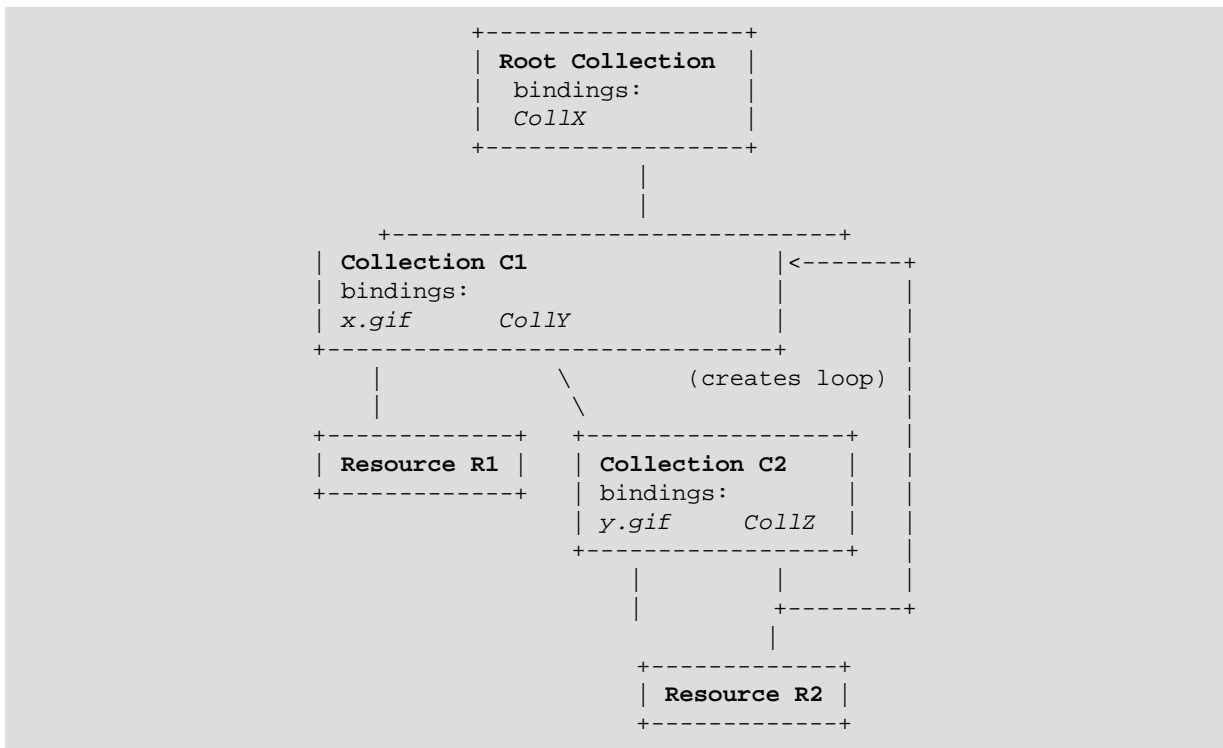 Root Collection
bindings:
CollX
Collection C1
bindings:
x.gif CollY
(creates loop)
Resource R1 Collection C2
bindings:
y.gif CollZ
Resource R2